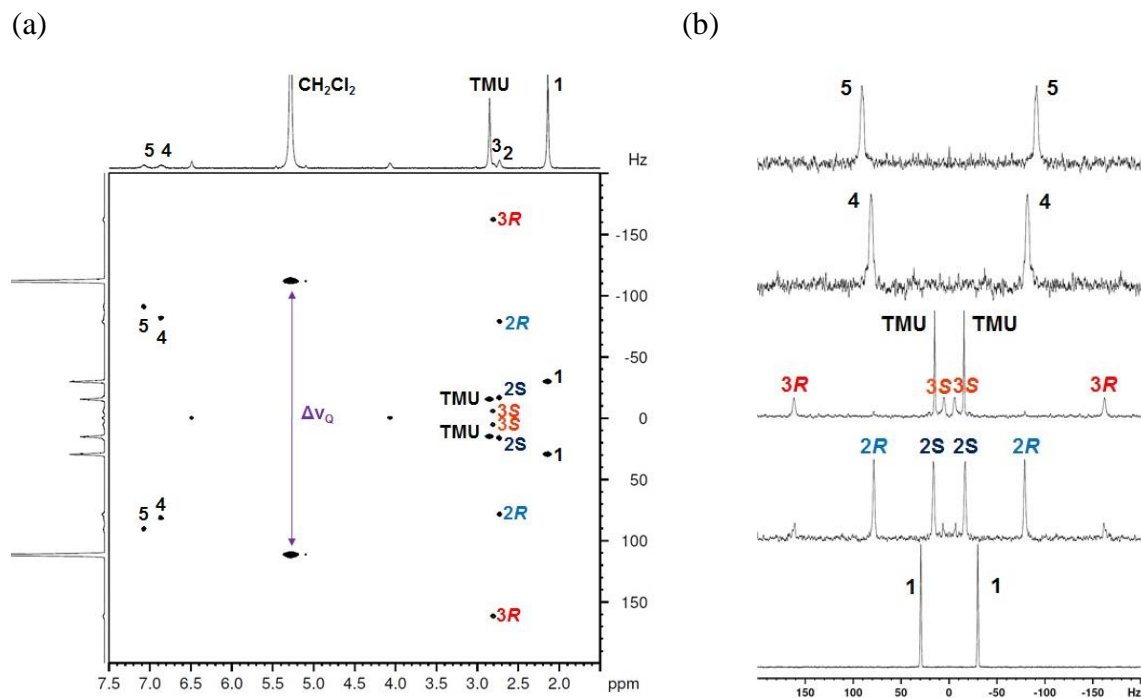 (a)
(b)
CH₂Cl₂
TMU
1
3
2
5 4
Hz
3R
-150
-100
5
4
2R
-50
1
2S
TMU
3S
ΔνQ
0
3S
TMU
2S
1
5
4
2R
50
100
3R
150
7.5 7.0 6.5 6.0 5.5 5.0 4.5 4.0 3.5 3.0 2.5 2.0 ppm
5 5
4 4
TMU TMU
3R 3S 3S 3R
2R 2S 2S 2R
1 1
150 100 50 0 -50 -100 -150 Hz